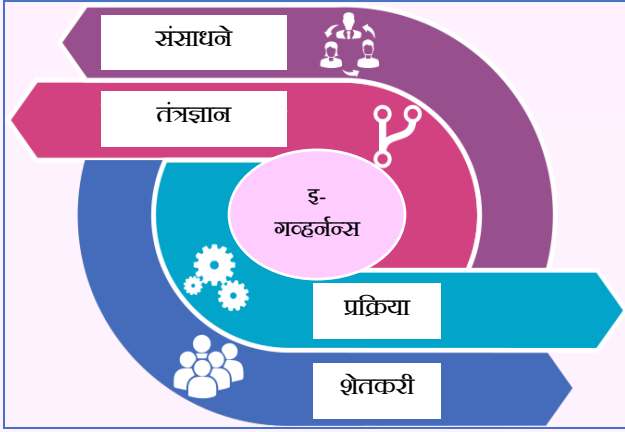 संसाधने
तंत्रज्ञान
इ-
गव्हर्नन्स
प्रक्रिया
शेतकरी